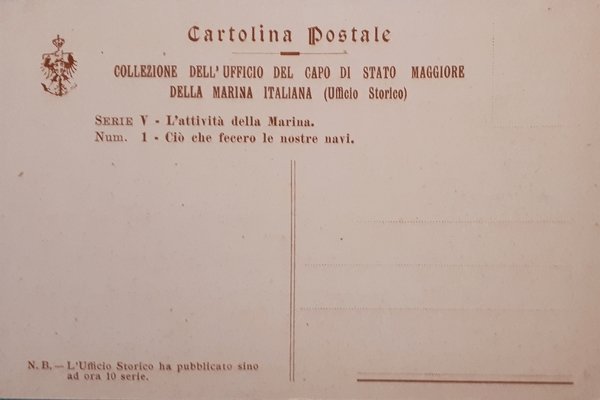 Cartolina Postale
COLLEZIONE DELL'UFFICIO DEL CAPO DI STATO MAGGIORE
DELLA MARINA ITALIANA (Ufficio Storico)
SERIE V - L'attività della Marina.
Num. 1 - Ciò che fecero le nostre navi.
N. B. — L'Ufficio Storico ha pubblicato sino
ad ora 10 serie.